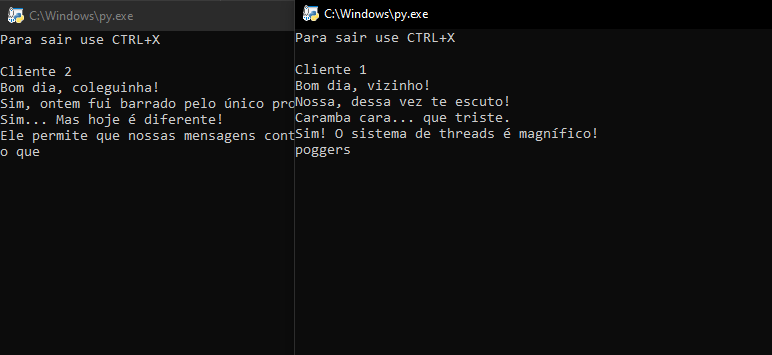 C:\Windows\py.exe
Para sair use CTRL+X
Cliente 2
Bom dia, coleguinha!
Sim, ontem fui barrado pelo único pro
Sim... Mas hoje é diferente!
Ele permite que nossas mensagens cont
o que
C:\Windows\py.exe
Para sair use CTRL+X
Cliente 1
Bom dia, vizinho!
Nossa, dessa vez te escuto!
Caramba cara... que triste.
Sim! O sistema de threads é magnífico!
poggers